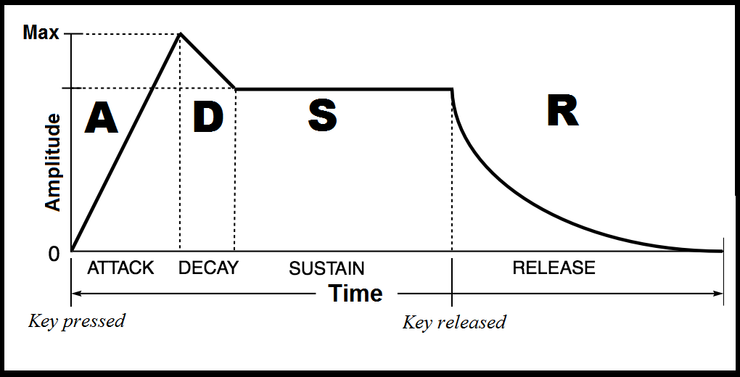 Max
A D S R
Amplitude
0
ATTACK DECAY SUSTAIN RELEASE
Time
Key pressed
Key released